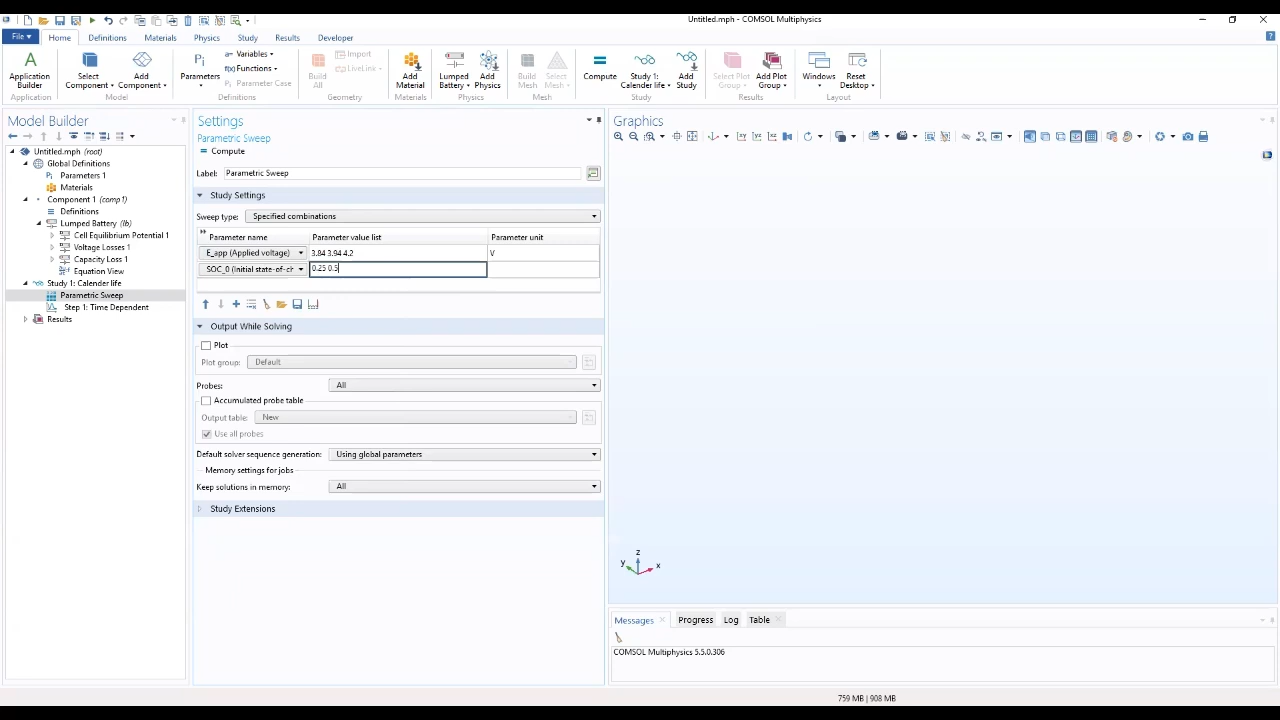 Untitled.mph - COMSOL Multiphysics
File Home Definitions Materials Physics Study Results Developer
Application Builder
Application
Select Component
Add Component
Model
Parameters
a= Variables
f(x) Functions
Pi Parameter Case
Definitions
Build All
Import
LiveLink
Geometry
Add Material
Materials
Lumped Battery
Add Physics
Physics
Build Mesh
Select Mesh
Mesh
Compute
Study 1: Calender life
Add Study
Study
Select Plot Group
Add Plot Group
Results
Windows
Reset Desktop
Layout
Model Builder
Untitled.mph (root)
Global Definitions
Pi Parameters 1
Materials
Component 1 (comp1)
Definitions
Lumped Battery (lb)
Cell Equilibrium Potential 1
Voltage Losses 1
Capacity Loss 1
Equation View
Study 1: Calender life
Parametric Sweep
Step 1: Time Dependent
Results
Settings
Parametric Sweep
= Compute
Label: Parametric Sweep
Study Settings
Sweep type: Specified combinations
Parameter name Parameter value list Parameter unit
E_app (Applied voltage) 3.84 3.94 4.2 V
SOC_0 (Initial state-of-ch 0.25 0.5
Output While Solving
Plot
Plot group: Default
Probes: All
Accumulated probe table
Output table: New
Use all probes
Default solver sequence generation: Using global parameters
Memory settings for jobs
Keep solutions in memory: All
Study Extensions
Graphics
z
y x
Messages Progress Log Table
COMSOL Multiphysics 5.5.0.306
759 MB | 908 MB